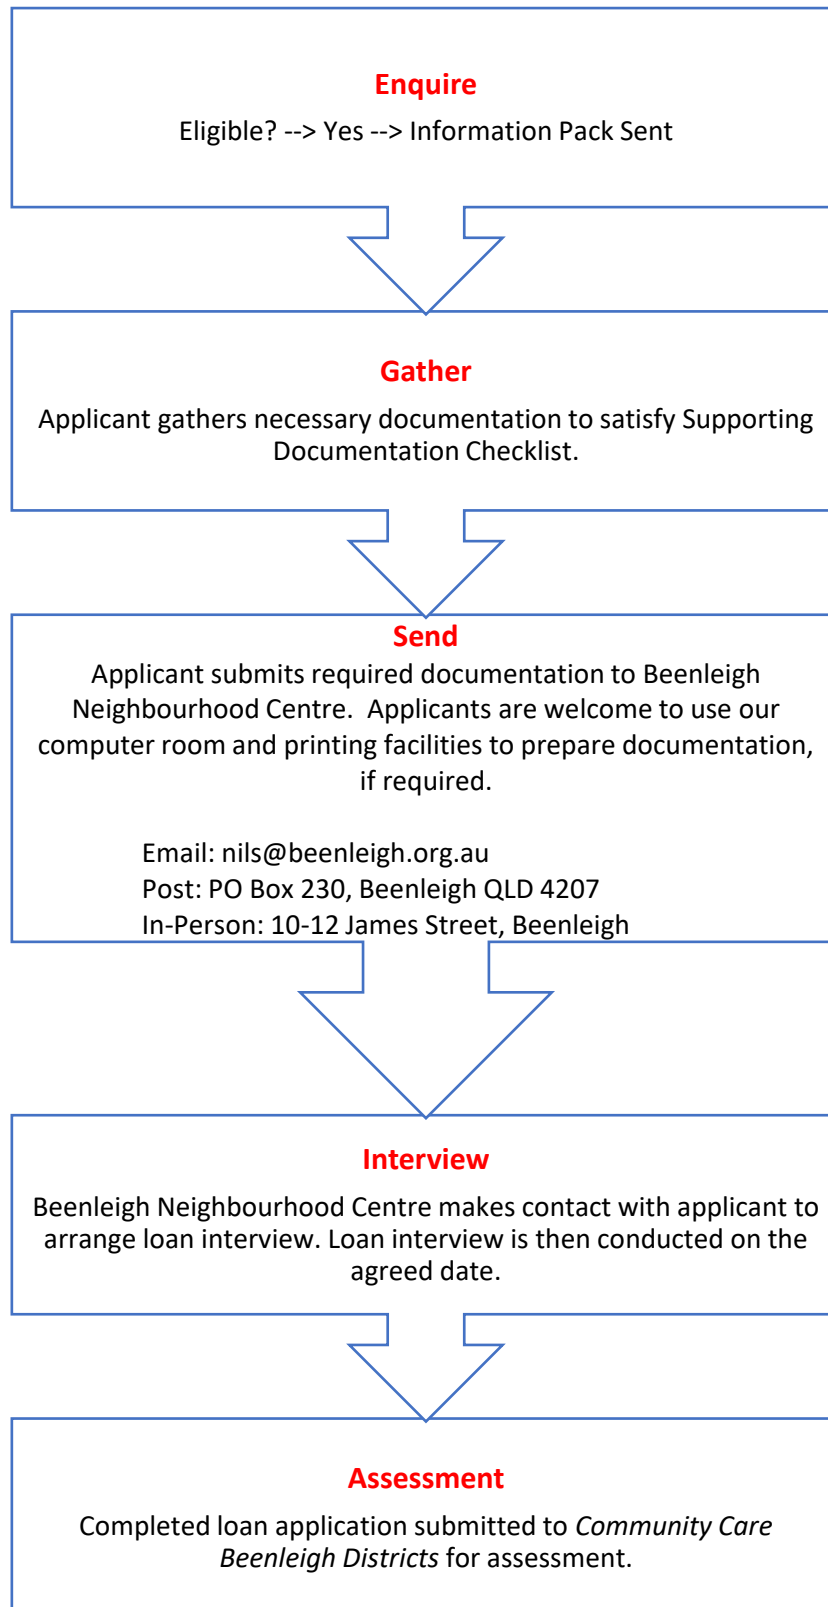 Enquire
Eligible? --> Yes --> Information Pack Sent
Gather
Applicant gathers necessary documentation to satisfy Supporting
Documentation Checklist.
Send
Applicant submits required documentation to Beenleigh
Neighbourhood Centre.  Applicants are welcome to use our
computer room and printing facilities to prepare documentation,
if required.
Email: nils@beenleigh.org.au
Post: PO Box 230, Beenleigh QLD 4207
In-Person: 10-12 James Street, Beenleigh
Interview
Beenleigh Neighbourhood Centre makes contact with applicant to
arrange loan interview. Loan interview is then conducted on the
agreed date.
Assessment
Completed loan application submitted to Community Care
Beenleigh Districts for assessment.